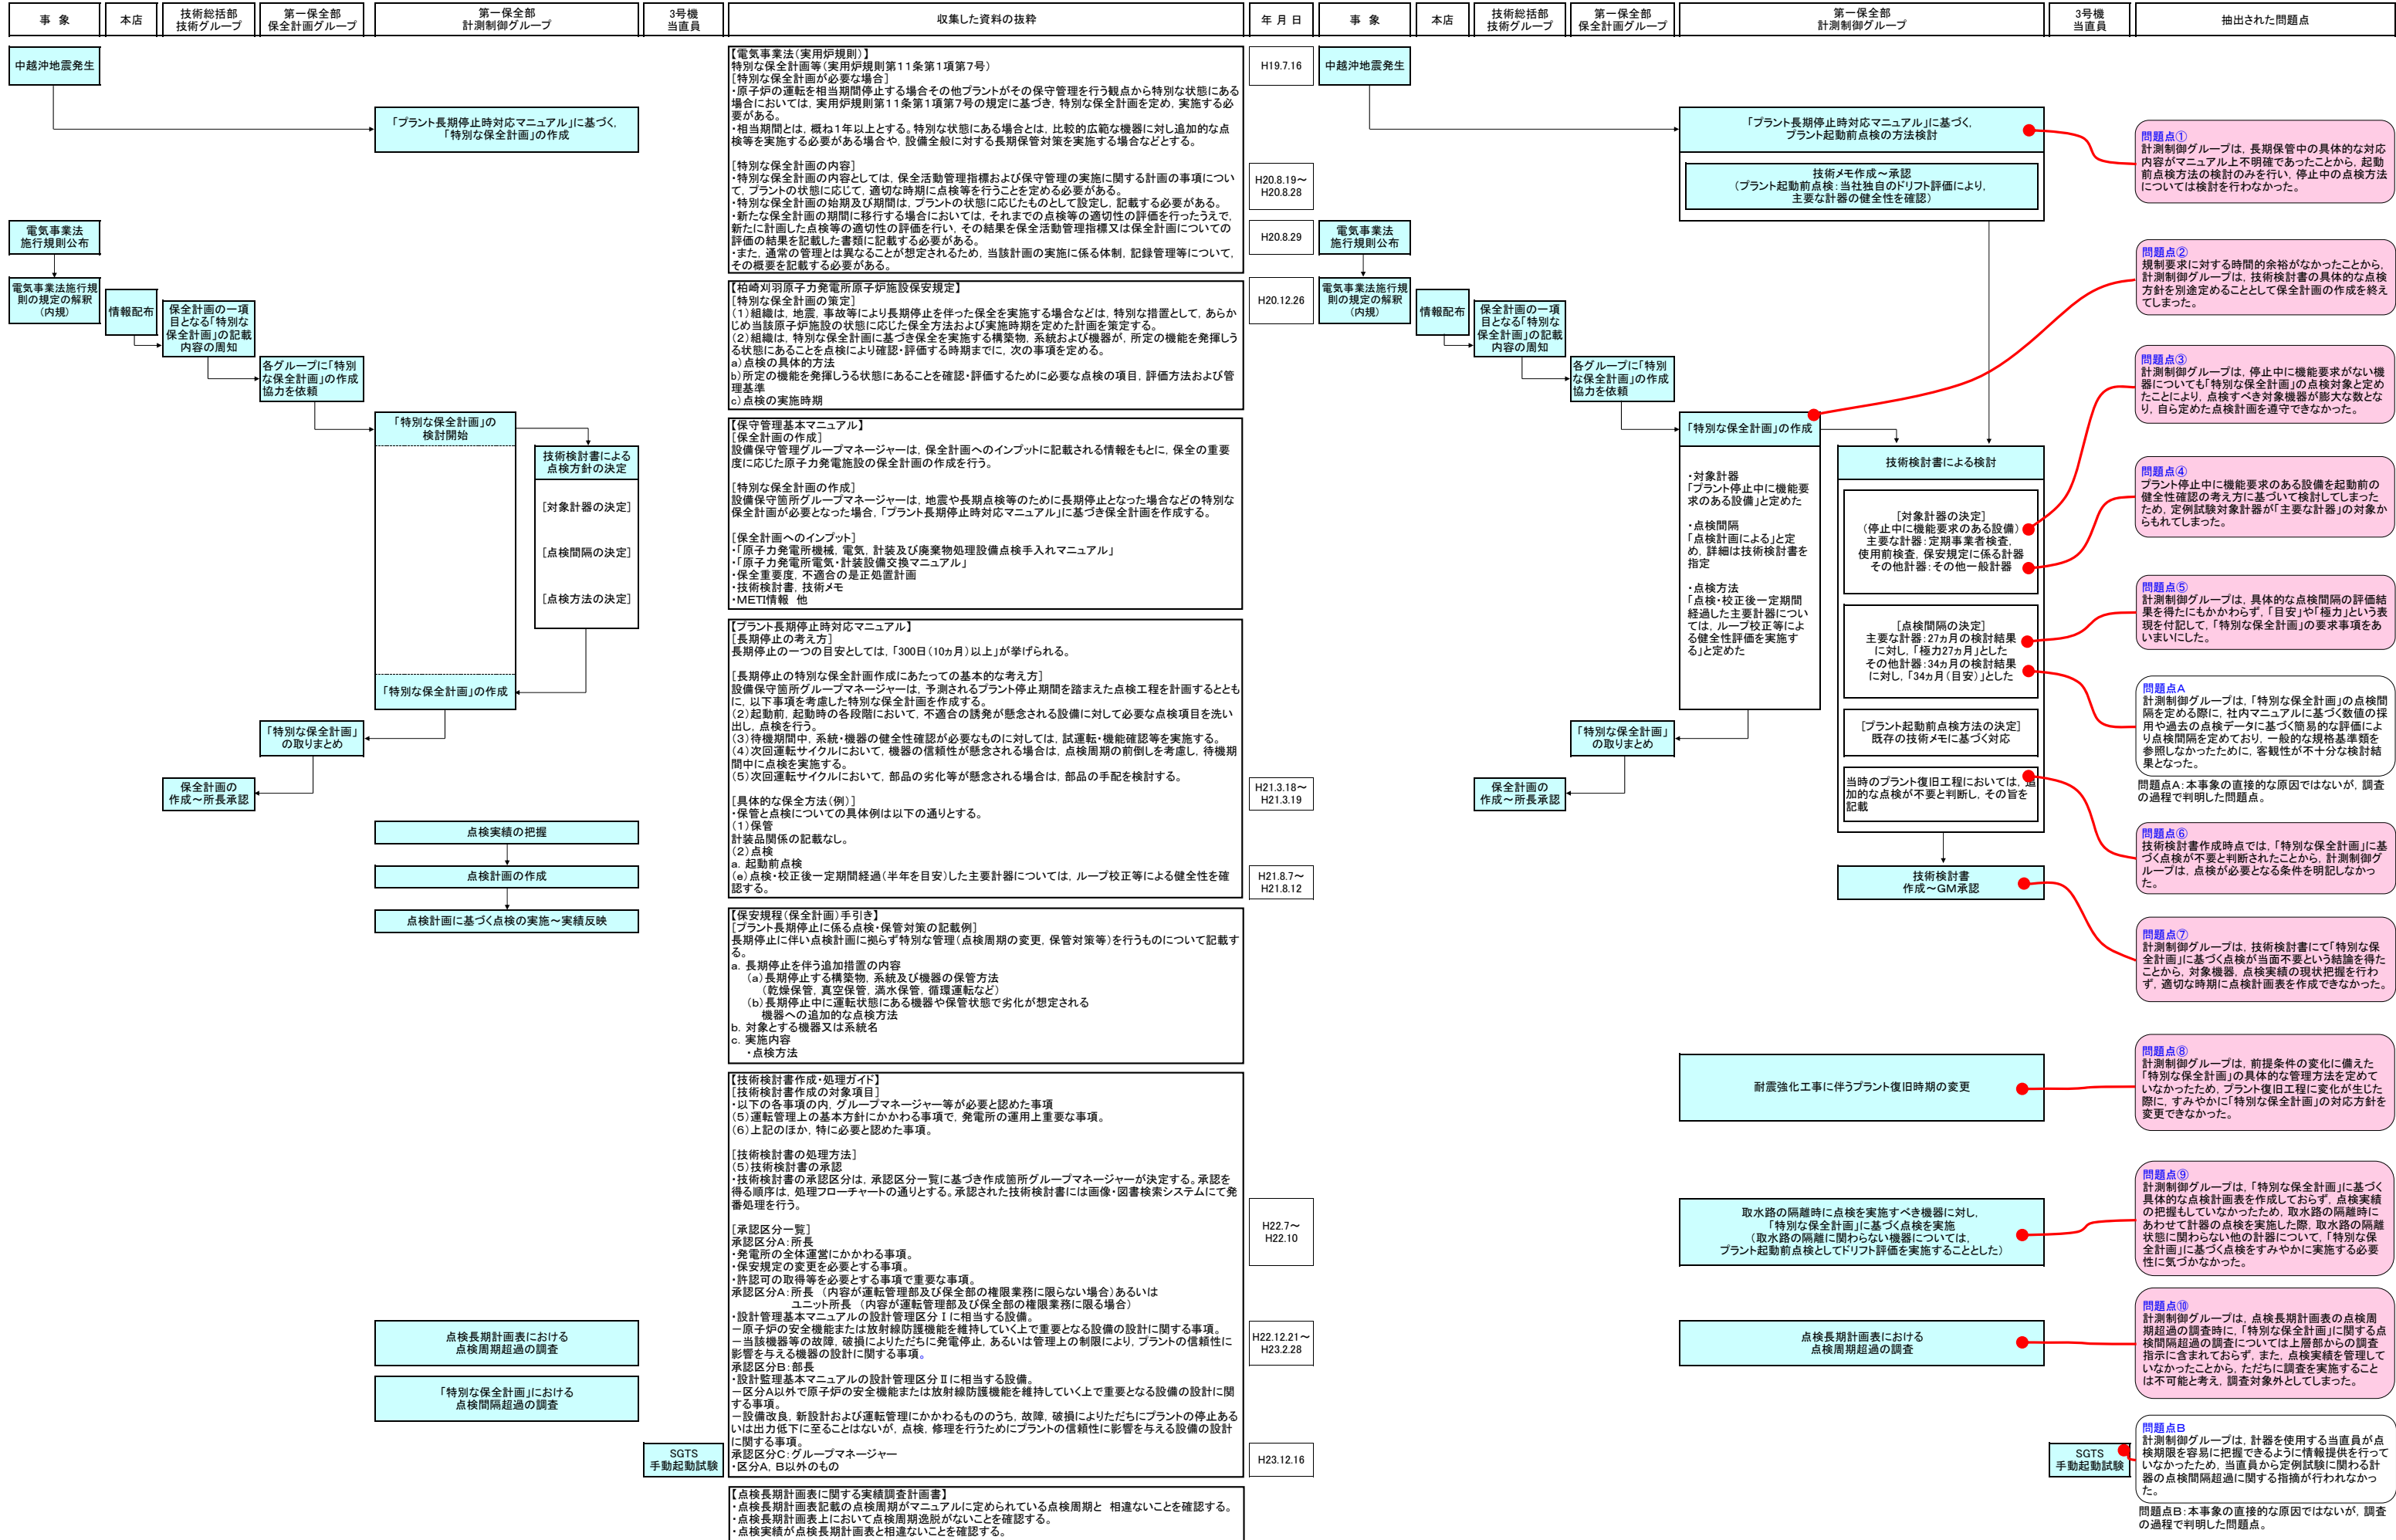 事 象
本店
技術総括部
技術グループ
第一保全部
保全計画グループ
第一保全部
計測制御グループ
3号機
当直員
収集した資料の抜粋
年 月 日
事 象
本店
技術総括部
技術グループ
第一保全部
保全計画グループ
第一保全部
計測制御グループ
3号機
当直員
抽出された問題点
中越沖地震発生
「プラント長期停止時対応マニュアル」に基づく,
「特別な保全計画」の作成
電気事業法
施行規則公布
電気事業法施行規
則の規定の解釈
(内規)
情報配布
保全計画の一項
目となる「特別な
保全計画」の記載
内容の周知
各グループに「特別
な保全計画」の作成
協力を依頼
「特別な保全計画」の
検討開始
技術検討書による
点検方針の決定
[対象計器の決定]
[点検間隔の決定]
[点検方法の決定]
「特別な保全計画」の作成
「特別な保全計画」
の取りまとめ
保全計画の
作成～所長承認
点検実績の把握
点検計画の作成
点検計画に基づく点検の実施～実績反映
点検長期計画表における
点検周期超過の調査
「特別な保全計画」における
点検間隔超過の調査
SGTS
手動起動試験
【電気事業法(実用炉規則)】
特別な保全計画等(実用炉規則第11条第1項第7号)
[特別な保全計画が必要な場合]
・原子炉の運転を相当期間停止する場合その他プラントがその保守管理を行う観点から特別な状態にある
場合においては, 実用炉規則第11条第1項第7号の規定に基づき, 特別な保全計画を定め, 実施する必
要がある。
・相当期間とは, 概ね1年以上とする。特別な状態にある場合とは, 比較的広範な機器に対し追加的な点
検等を実施する必要がある場合や, 設備全般に対する長期保管対策を実施する場合などとする。
[特別な保全計画の内容]
・特別な保全計画の内容としては, 保全活動管理指標および保守管理の実施に関する計画の事項につい
て, プラントの状態に応じて, 適切な時期に点検等を行うことを定める必要がある。
・特別な保全計画の始期及び期間は, プラントの状態に応じたものとして設定し, 記載する必要がある。
・新たな保全計画の期間に移行する場合においては, それまでの点検等の適切性の評価を行ったうえで,
新たに計画した点検等の適切性の評価を行い, その結果を保全活動管理指標又は保全計画についての
評価の結果を記載した書類に記載する必要がある。
・また, 通常の管理とは異なることが想定されるため, 当該計画の実施に係る体制, 記録管理等について,
その概要を記載する必要がある。
【柏崎刈羽原子力発電所原子炉施設保安規定】
[特別な保全計画の策定]
(1)組織は, 地震, 事故等により長期停止を伴った保全を実施する場合などは, 特別な措置として, あらか
じめ当該原子炉施設の状態に応じた保全方法および実施時期を定めた計画を策定する。
(2)組織は, 特別な保全計画に基づき保全を実施する構築物, 系統および機器が, 所定の機能を発揮しう
る状態にあることを点検により確認・評価する時期までに, 次の事項を定める。
a)点検の具体的方法
b)所定の機能を発揮しうる状態にあることを確認・評価するために必要な点検の項目, 評価方法および管
理基準
c)点検の実施時期
【保守管理基本マニュアル】
[保全計画の作成]
設備保守管理グループマネージャーは, 保全計画へのインプットに記載される情報をもとに, 保全の重要
度に応じた原子力発電施設の保全計画の作成を行う。
[特別な保全計画の作成]
設備保守箇所グループマネージャーは, 地震や長期点検等のために長期停止となった場合などの特別な
保全計画が必要となった場合, 「プラント長期停止時対応マニュアル」に基づき保全計画を作成する。
[保全計画へのインプット]
・「原子力発電所機械, 電気, 計装及び廃棄物処理設備点検手入れマニュアル」
・「原子力発電所電気・計装設備交換マニュアル」
・保全重要度, 不適合の是正処置計画
・技術検討書, 技術メモ
・METI情報 他
【プラント長期停止時対応マニュアル】
[長期停止の考え方]
長期停止の一つの目安としては, 「300日(10ヵ月)以上」が挙げられる。
[長期停止の特別な保全計画作成にあたっての基本的な考え方]
設備保守箇所グループマネージャーは, 予測されるプラント停止期間を踏まえた点検工程を計画するととも
に, 以下事項を考慮した特別な保全計画を作成する。
(2)起動前, 起動時の各段階において, 不適合の誘発が懸念される設備に対して必要な点検項目を洗い
出し, 点検を行う。
(3)待機期間中, 系統・機器の健全性確認が必要なものに対しては, 試運転・機能確認等を実施する。
(4)次回運転サイクルにおいて, 機器の信頼性が懸念される場合は, 点検周期の前倒しを考慮し, 待機期
間中に点検を実施する。
(5)次回運転サイクルにおいて, 部品の劣化等が懸念される場合は, 部品の手配を検討する。
[具体的な保全方法(例)]
・保管と点検についての具体例は以下の通りとする。
(1)保管
計装品関係の記載なし。
(2)点検
a. 起動前点検
(e)点検・校正後一定期間経過(半年を目安)した主要計器については, ループ校正等による健全性を確
認する。
【保安規程(保全計画)手引き】
[プラント長期停止に係る点検・保管対策の記載例]
長期停止に伴い点検計画に拠らず特別な管理(点検周期の変更, 保管対策等)を行うものについて記載す
る。
a. 長期停止を伴う追加措置の内容
(a)長期停止する構築物, 系統及び機器の保管方法
(乾燥保管, 真空保管, 満水保管, 循環運転など)
(b)長期停止中に運転状態にある機器や保管状態で劣化が想定される
機器への追加的な点検方法
b. 対象とする機器又は系統名
c. 実施内容
・点検方法
【技術検討書作成・処理ガイド】
[技術検討書作成の対象項目]
・以下の各事項の内, グループマネージャー等が必要と認めた事項
(5)運転管理上の基本方針にかかわる事項で, 発電所の運用上重要な事項。
(6)上記のほか, 特に必要と認めた事項。
[技術検討書の処理方法]
(5)技術検討書の承認
・技術検討書の承認区分は, 承認区分一覧に基づき作成箇所グループマネージャーが決定する。承認を
得る順序は, 処理フローチャートの通りとする。承認された技術検討書には画像・図書検索システムにて発
番処理を行う。
[承認区分一覧]
承認区分A:所長
・発電所の全体運営にかかわる事項。
・保安規定の変更を必要とする事項。
・許認可の取得等を必要とする事項で重要な事項。
承認区分A:所長 (内容が運転管理部及び保全部の権限業務に限らない場合)あるいは
ユニット所長 (内容が運転管理部及び保全部の権限業務に限る場合)
・設計管理基本マニュアルの設計管理区分Ⅰに相当する設備。
－原子炉の安全機能または放射線防護機能を維持していく上で重要となる設備の設計に関する事項。
－当該機器等の故障, 破損によりただちに発電停止, あるいは管理上の制限により, プラントの信頼性に
影響を与える機器の設計に関する事項。
承認区分B:部長
・設計監理基本マニュアルの設計管理区分Ⅱに相当する設備。
－区分A以外で原子炉の安全機能または放射線防護機能を維持していく上で重要となる設備の設計に関
する事項。
－設備改良, 新設計および運転管理にかかわるもののうち, 故障, 破損によりただちにプラントの停止ある
いは出力低下に至ることはないが, 点検, 修理を行うためにプラントの信頼性に影響を与える設備の設計
に関する事項。
承認区分C:グループマネージャー
・区分A, B以外のもの
【点検長期計画表に関する実績調査計画書】
・点検長期計画表記載の点検周期がマニュアルに定められている点検周期と 相違ないことを確認する。
・点検長期計画表上において点検周期逸脱がないことを確認する。
・点検実績が点検長期計画表と相違ないことを確認する。
H19.7.16
H20.8.19～
H20.8.28
H20.8.29
H20.12.26
H21.3.18～
H21.3.19
H21.8.7～
H21.8.12
H22.7～
H22.10
H22.12.21～
H23.2.28
H23.12.16
中越沖地震発生
「プラント長期停止時対応マニュアル」に基づく,
プラント起動前点検の方法検討
技術メモ作成～承認
(プラント起動前点検:当社独自のドリフト評価により,
主要な計器の健全性を確認)
電気事業法
施行規則公布
電気事業法施行規
則の規定の解釈
(内規)
情報配布
保全計画の一項
目となる「特別な
保全計画」の記載
内容の周知
各グループに「特別
な保全計画」の作成
協力を依頼
「特別な保全計画」の作成
・対象計器
「プラント停止中に機能要
求のある設備」と定めた
・点検間隔
「点検計画による」と定
め, 詳細は技術検討書を
指定
・点検方法
「点検・校正後一定期間
経過した主要計器につい
ては, ループ校正等によ
る健全性評価を実施す
る」と定めた
技術検討書による検討
[対象計器の決定]
(停止中に機能要求のある設備)
主要な計器:定期事業者検査,
使用前検査, 保安規定に係る計器
その他計器:その他一般計器
[点検間隔の決定]
主要な計器:27ヵ月の検討結果
に対し, 「極力27ヵ月」とした
その他計器:34ヵ月の検討結果
に対し, 「34ヵ月(目安)」とした
[プラント起動前点検方法の決定]
既存の技術メモに基づく対応
当時のプラント復旧工程においては, 追
加的な点検が不要と判断し, その旨を
記載
「特別な保全計画」
の取りまとめ
保全計画の
作成～所長承認
技術検討書
作成～GM承認
耐震強化工事に伴うプラント復旧時期の変更
取水路の隔離時に点検を実施すべき機器に対し,
「特別な保全計画」に基づく点検を実施
(取水路の隔離に関わらない機器については,
プラント起動前点検としてドリフト評価を実施することとした)
点検長期計画表における
点検周期超過の調査
SGTS
手動起動試験
問題点①
計測制御グループは, 長期保管中の具体的な対応
内容がマニュアル上不明確であったことから, 起動
前点検方法の検討のみを行い, 停止中の点検方法
については検討を行わなかった。
問題点②
規制要求に対する時間的余裕がなかったことから,
計測制御グループは, 技術検討書の具体的な点検
方針を別途定めることとして保全計画の作成を終え
てしまった。
問題点③
計測制御グループは, 停止中に機能要求がない機
器についても「特別な保全計画」の点検対象と定め
たことにより, 点検すべき対象機器が膨大な数とな
り, 自ら定めた点検計画を遵守できなかった。
問題点④
プラント停止中に機能要求のある設備を起動前の
健全性確認の考え方に基づいて検討してしまった
ため, 定例試験対象計器が「主要な計器」の対象か
らもれてしまった。
問題点⑤
計測制御グループは, 具体的な点検間隔の評価結
果を得たにもかかわらず, 「目安」や「極力」という表
現を付記して, 「特別な保全計画」の要求事項をあ
いまいにした。
問題点A
計測制御グループは, 「特別な保全計画」の点検間
隔を定める際に, 社内マニュアルに基づく数値の採
用や過去の点検データに基づく簡易的な評価によ
り点検間隔を定めており, 一般的な規格基準類を
参照しなかったために, 客観性が不十分な検討結
果となった。
問題点A:本事象の直接的な原因ではないが, 調査
の過程で判明した問題点。
問題点⑥
技術検討書作成時点では, 「特別な保全計画」に基
づく点検が不要と判断されたことから, 計測制御グ
ループは, 点検が必要となる条件を明記しなかっ
た。
問題点⑦
計測制御グループは, 技術検討書にて「特別な保
全計画」に基づく点検が当面不要という結論を得た
ことから, 対象機器, 点検実績の現状把握を行わ
ず, 適切な時期に点検計画表を作成できなかった。
問題点⑧
計測制御グループは, 前提条件の変化に備えた
「特別な保全計画」の具体的な管理方法を定めて
いなかったため, プラント復旧工程に変化が生じた
際に, すみやかに「特別な保全計画」の対応方針を
変更できなかった。
問題点⑨
計測制御グループは, 「特別な保全計画」に基づく
具体的な点検計画表を作成しておらず, 点検実績
の把握もしていなかったため, 取水路の隔離時に
あわせて計器の点検を実施した際, 取水路の隔離
状態に関わらない他の計器について, 「特別な保
全計画」に基づく点検をすみやかに実施する必要
性に気づかなかった。
問題点⑩
計測制御グループは, 点検長期計画表の点検周
期超過の調査時に, 「特別な保全計画」に関する点
検間隔超過の調査については上層部からの調査
指示に含まれておらず, また, 点検実績を管理して
いなかったことから, ただちに調査を実施すること
は不可能と考え, 調査対象外としてしまった。
問題点B
計測制御グループは, 計器を使用する当直員が点
検期限を容易に把握できるように情報提供を行って
いなかったため, 当直員から定例試験に関わる計
器の点検間隔超過に関する指摘が行われなかっ
た。
問題点B:本事象の直接的な原因ではないが, 調査
の過程で判明した問題点。